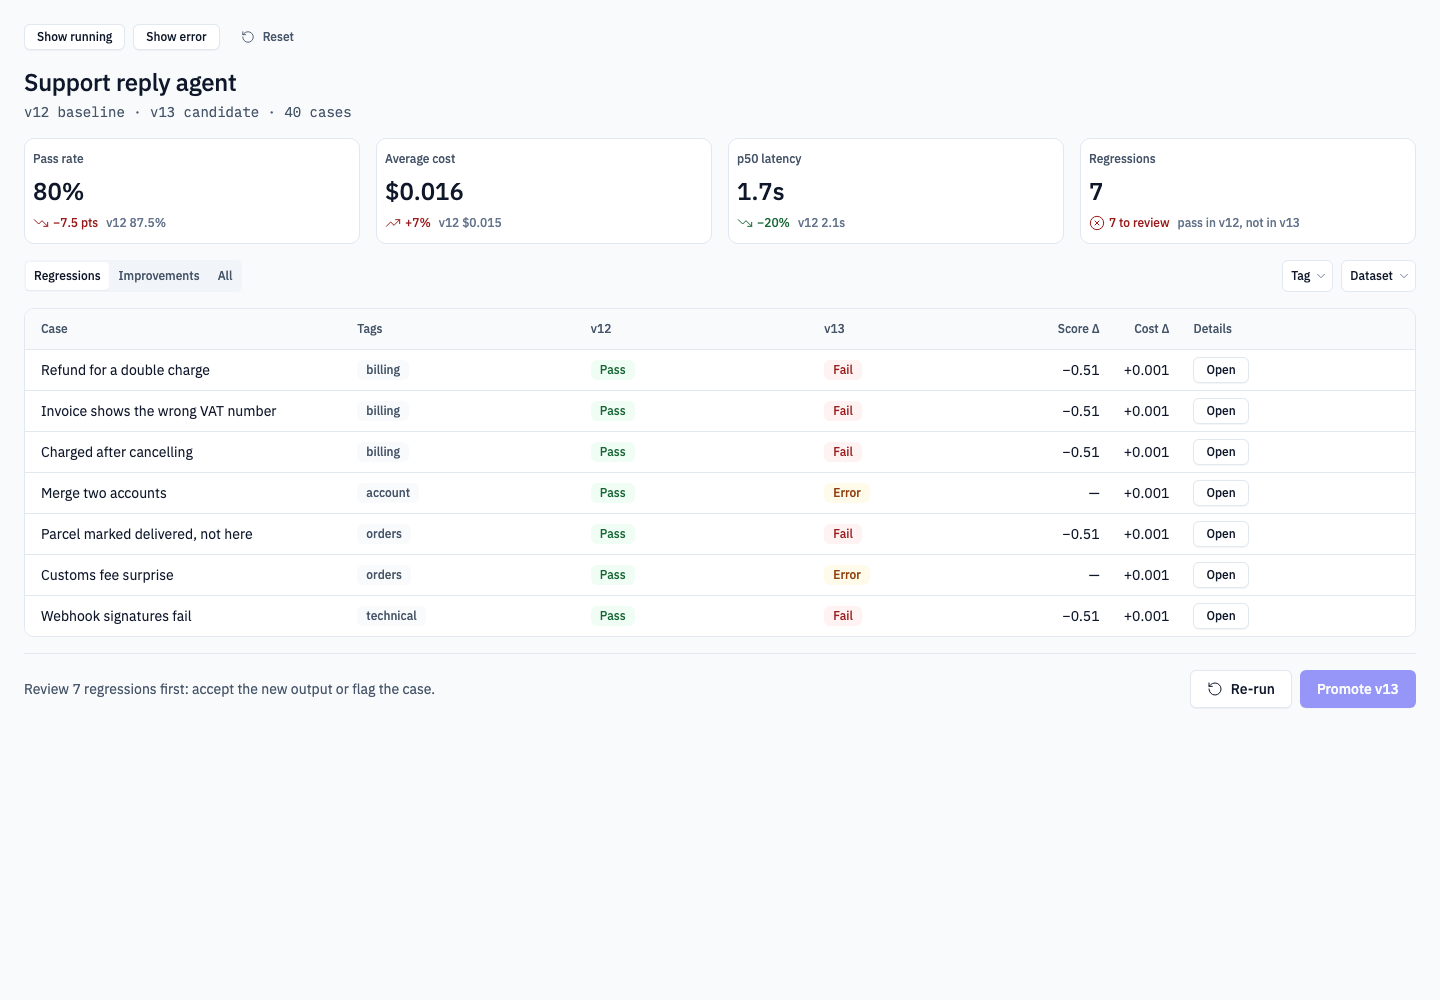 Show running Show error Reset
Support reply agent
v12 baseline · v13 candidate · 40 cases
Pass rate
80%
−7.5 pts v12 87.5%
Average cost
$0.016
+7% v12 $0.015
p50 latency
1.7s
−20% v12 2.1s
Regressions
7
7 to review pass in v12, not in v13
Regressions Improvements All Tag Dataset
Case Tags v12 v13 Score Δ Cost Δ Details
Refund for a double charge billing Pass Fail −0.51 +0.001 Open
Invoice shows the wrong VAT number billing Pass Fail −0.51 +0.001 Open
Charged after cancelling billing Pass Fail −0.51 +0.001 Open
Merge two accounts account Pass Error — +0.001 Open
Parcel marked delivered, not here orders Pass Fail −0.51 +0.001 Open
Customs fee surprise orders Pass Error — +0.001 Open
Webhook signatures fail technical Pass Fail −0.51 +0.001 Open
Review 7 regressions first: accept the new output or flag the case. Re-run Promote v13